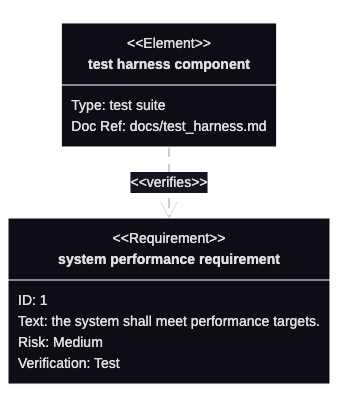 <<Element>>
test harness component
Type: test suite
Doc Ref: docs/test_harness.md
<<verifies>>
<<Requirement>>
system performance requirement
ID: 1
Text: the system shall meet performance targets.
Risk: Medium
Verification: Test